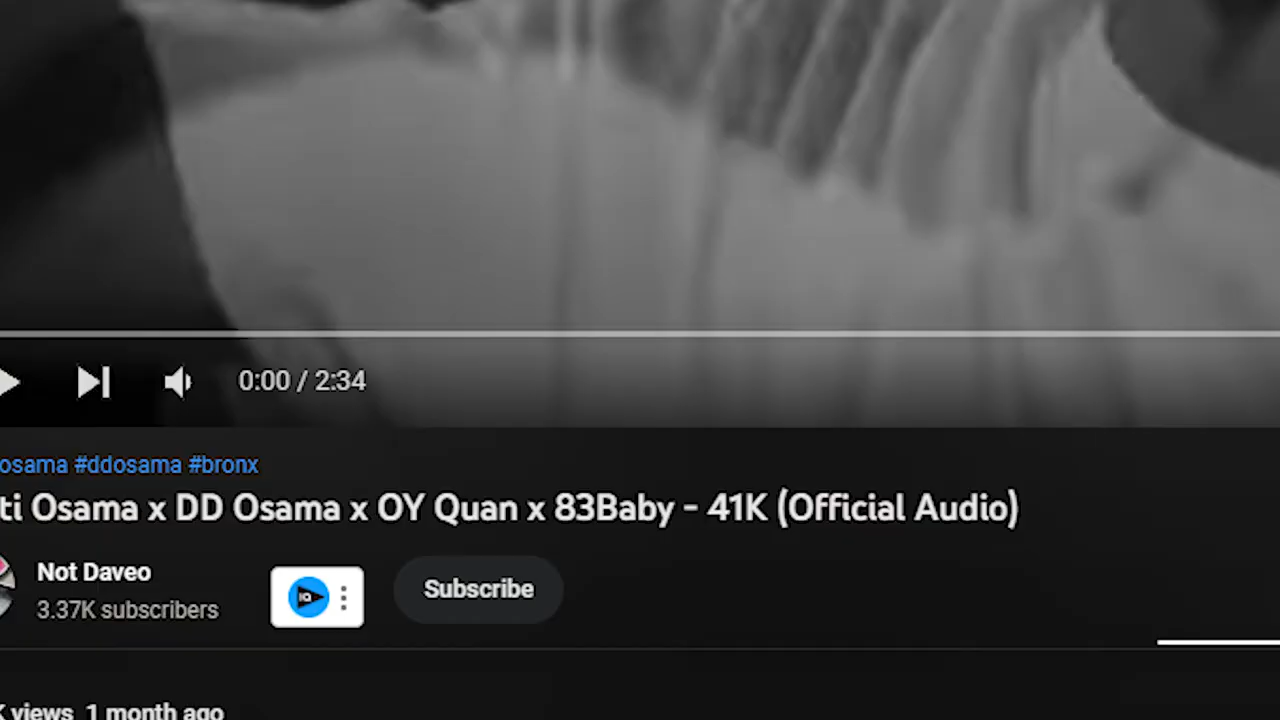 0:00 / 2:34
osama #ddosama #bronx
ti Osama x DD Osama x OY Quan x 83Baby - 41K (Official Audio)
Not Daveo
3.37K subscribers
IQ
Subscribe
K views 1 month ago